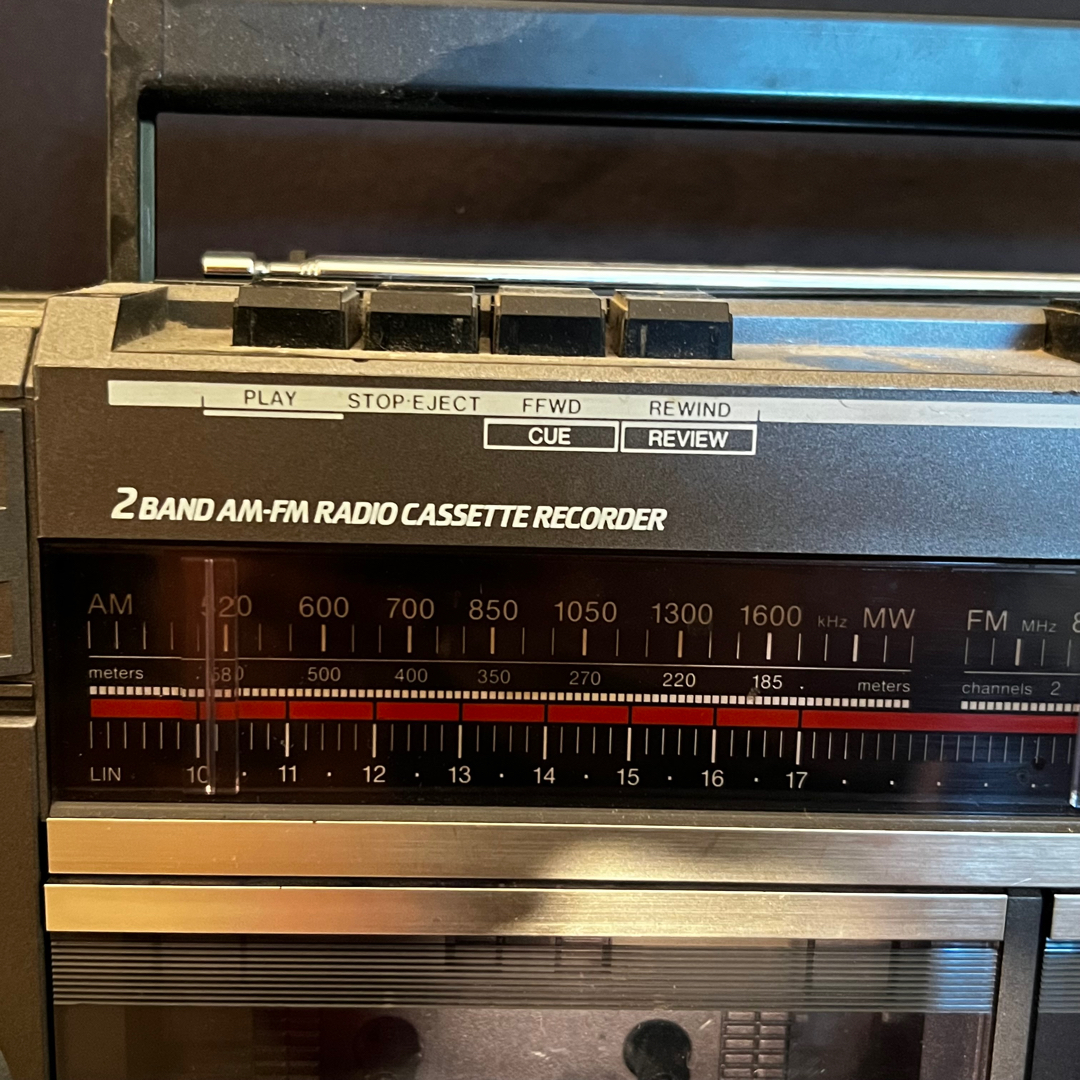 PLAY STOP·EJECT FFWD REWIND
CUE REVIEW
2 BAND AM-FM RADIO CASSETTE RECORDER
AM 520 600 700 850 1050 1300 1600 kHz MW FM MHz
meters 580 500 400 350 270 220 185 meters channels 2
LIN 10 · 11 · 12 · 13 · 14 · 15 · 16 · 17